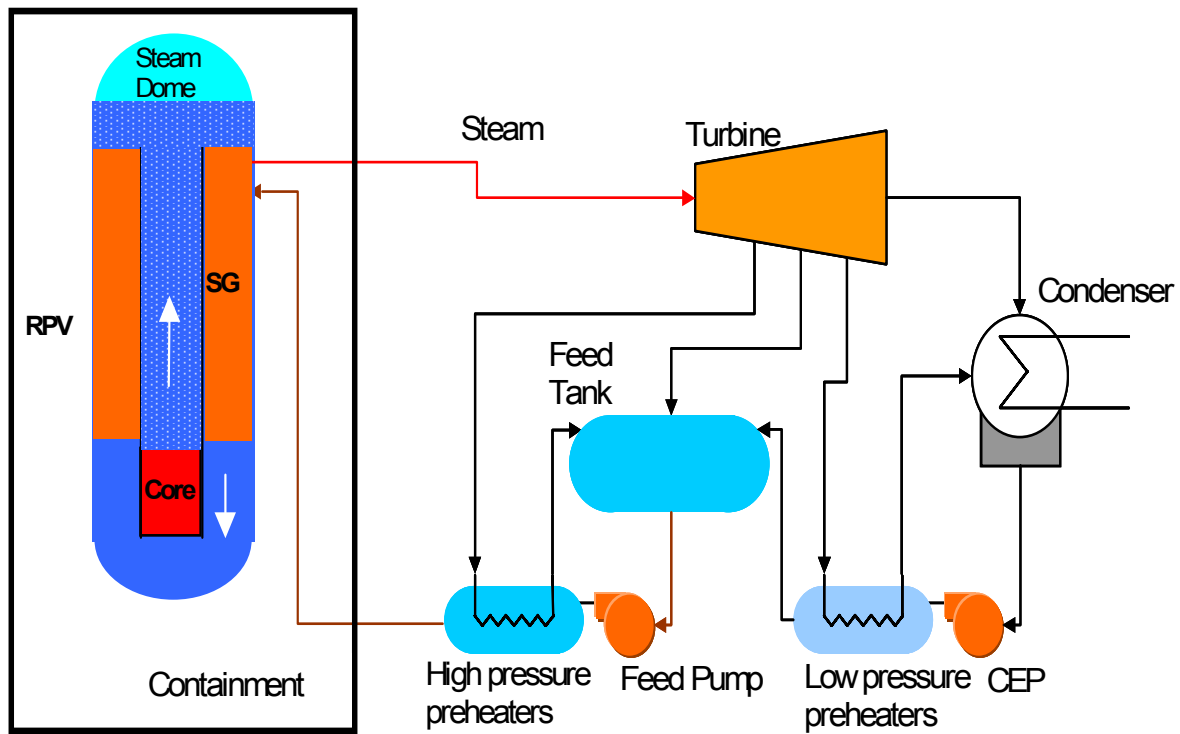 Steam
Dome
Steam
Turbine
SG
RPV
Condenser
Feed
Tank
Core
High pressure
preheaters
Feed Pump
Low pressure
preheaters
CEP
Containment